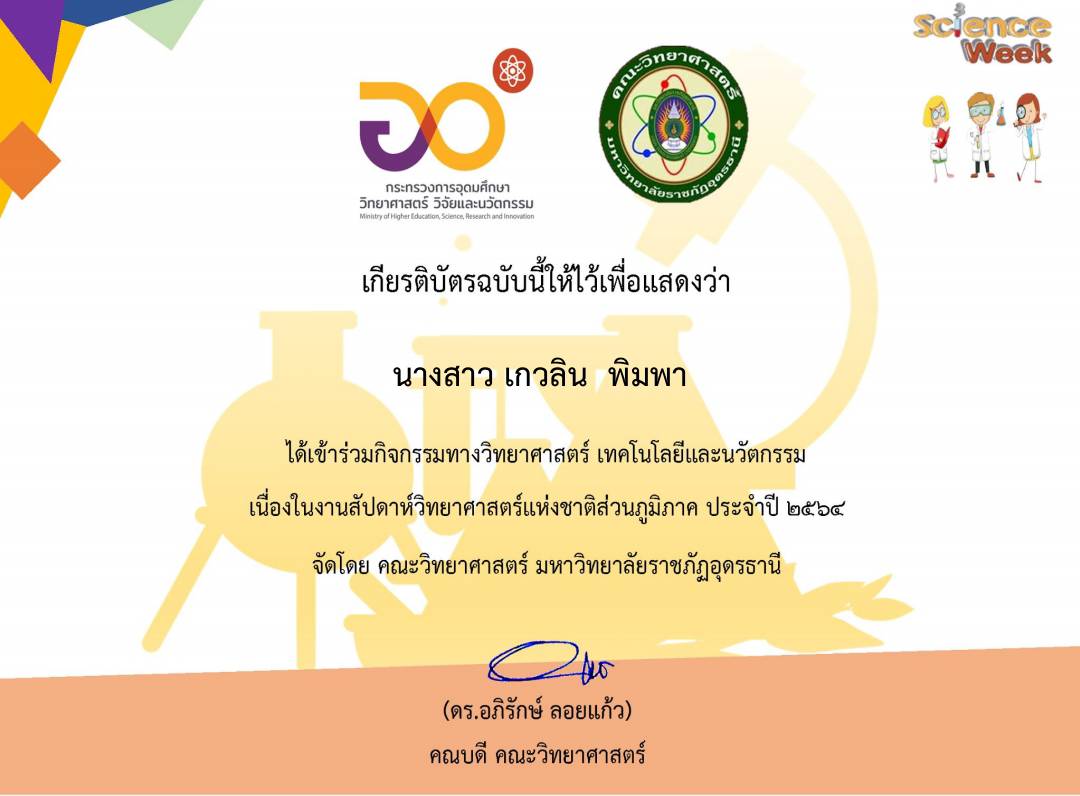 Science
Week
กระทรวงการอุดมศึกษา
วิทยาศาสตร์ วิจัยและนวัตกรรม
Ministry of Higher Education, Science, Research and Innovation
คณะวิทยาศาสตร์
มหาวิทยาลัยราชภัฏอุดรธานี
เกียรติบัตรฉบับนี้ให้ไว้เพื่อแสดงว่า
นางสาว เกวลิน พิมพา
ได้เข้าร่วมกิจกรรมทางวิทยาศาสตร์ เทคโนโลยีและนวัตกรรม
เนื่องในงานสัปดาห์วิทยาศาสตร์แห่งชาติส่วนภูมิภาค ประจำปี ๒๕๖๔
จัดโดย คณะวิทยาศาสตร์ มหาวิทยาลัยราชภัฏอุดรธานี
(ดร.อภิรักษ์ ลอยแก้ว)
คณบดี คณะวิทยาศาสตร์